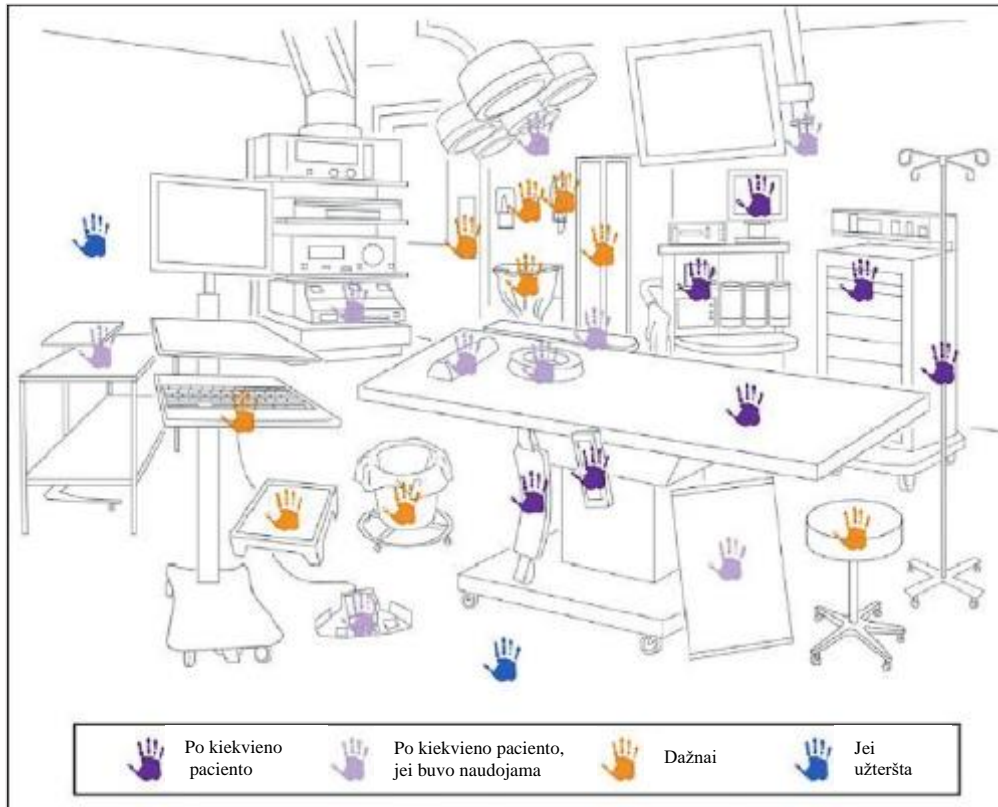 Po kiekvieno
paciento
Po kiekvieno paciento,
jei buvo naudojama
Dažnai
Jei
užteršta